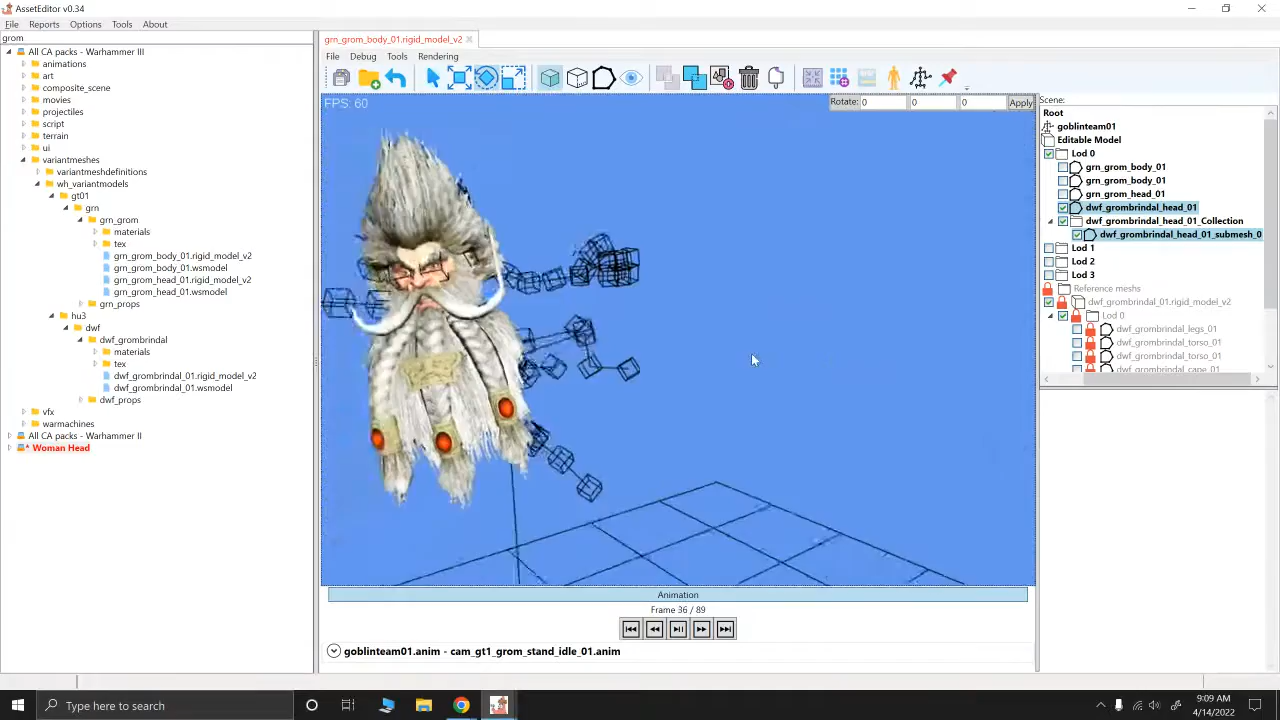 AssetEditor v0.34
File Reports Options Tools About
grom
All CA packs - Warhammer III
animations
art
composite_scene
movies
projectiles
script
terrain
ui
variantmeshes
variantmeshdefinitions
wh_variantmodels
gt01
grn
grn_grom
materials
tex
grn_grom_body_01.rigid_model_v2
grn_grom_body_01.wsmodel
grn_grom_head_01.rigid_model_v2
grn_grom_head_01.wsmodel
grn_props
hu3
dwf
dwf_grombrindal
materials
tex
dwf_grombrindal_01.rigid_model_v2
dwf_grombrindal_01.wsmodel
dwf_props
vfx
warmachines
All CA packs - Warhammer II
* Woman Head
grn_grom_body_01.rigid_model_v2
File Debug Tools Rendering
FPS: 60
Rotate: 0 0 0 Apply
Animation
Frame 36 / 89
goblinteam01.anim - cam_gt1_grom_stand_idle_01.anim
Scene:
Root
goblinteam01
Editable Model
Lod 0
grn_grom_body_01
grn_grom_body_01
grn_grom_head_01
dwf_grombrindal_head_01
dwf_grombrindal_head_01_Collection
dwf_grombrindal_head_01_submesh_0
Lod 1
Lod 2
Lod 3
Reference meshs
dwf_grombrindal_01.rigid_model_v2
Lod 0
dwf_grombrindal_legs_01
dwf_grombrindal_torso_01
dwf_grombrindal_torso_01
dwf_grombrindal_cape_01
Type here to search
9:09 AM
4/14/2022